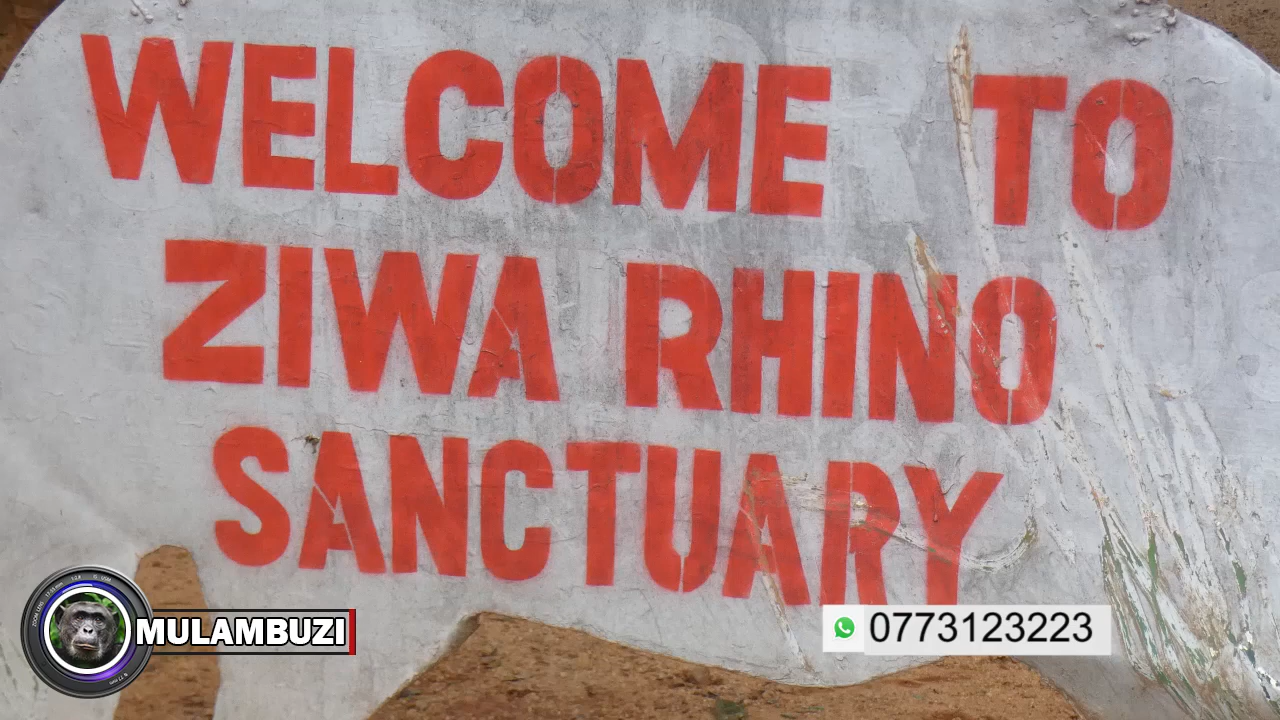 WELCOME TO
ZIWA RHINO
SANCTUARY
MULAMBUZI
0773123223